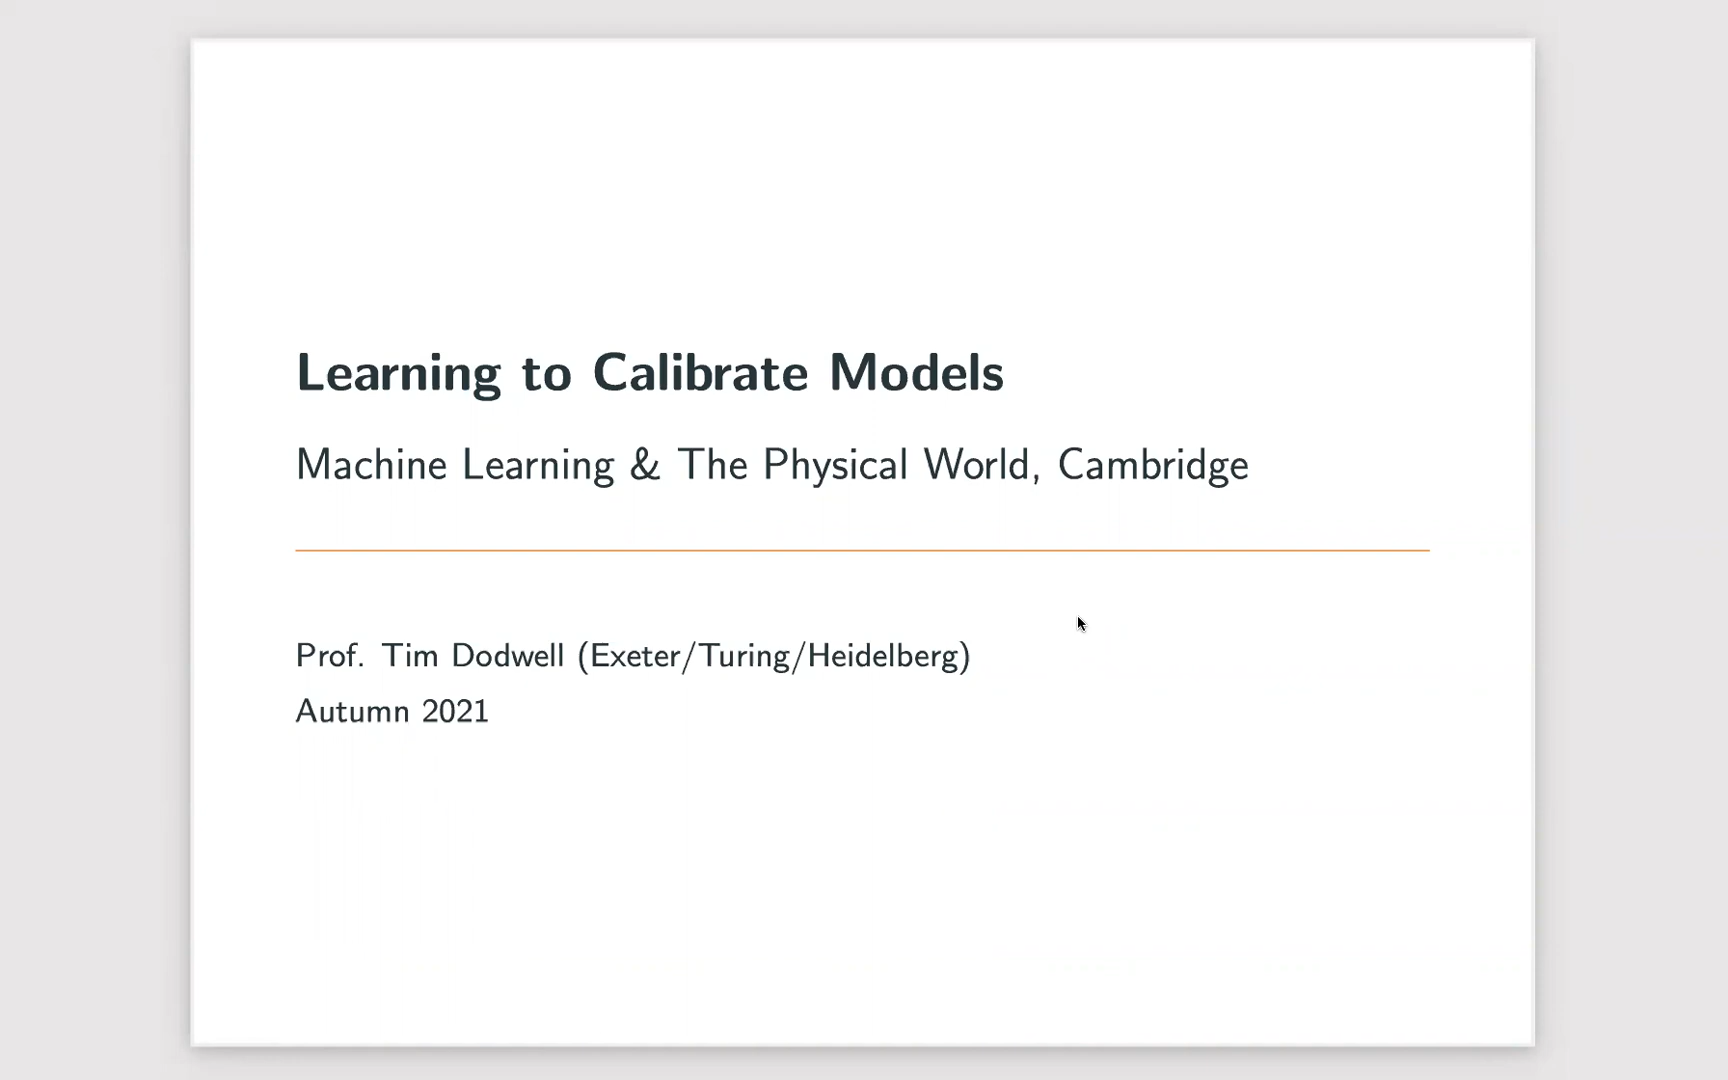 Learning to Calibrate Models
Machine Learning & The Physical World, Cambridge
Prof. Tim Dodwell (Exeter/Turing/Heidelberg)
Autumn 2021